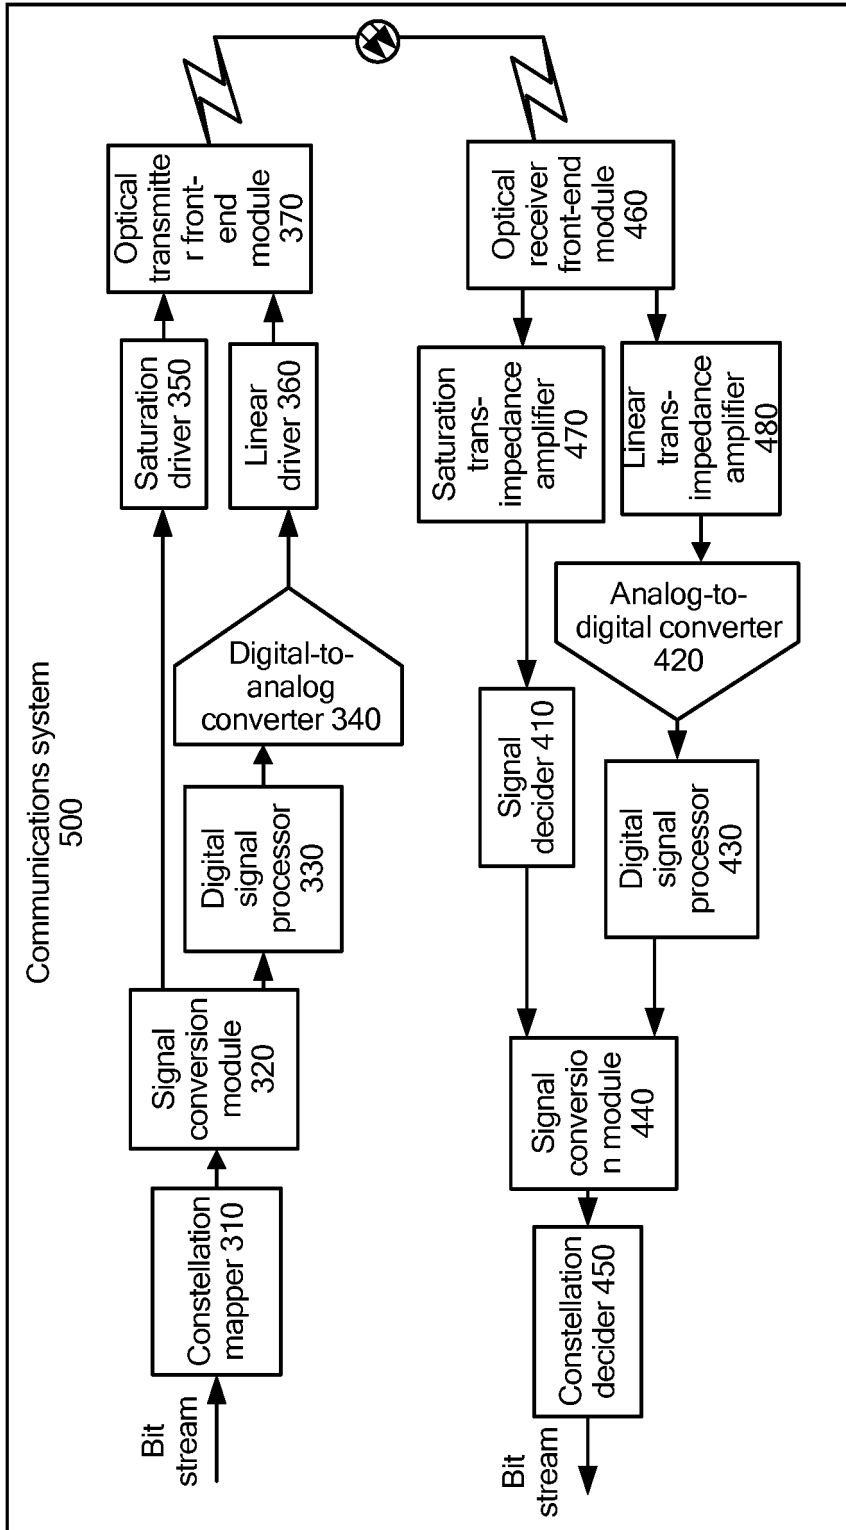 Communications system
500
Bit
stream
Constellation
mapper 310
Signal
conversion
module
320
Digital
signal
processor
330
Digital-to-
analog
converter 340
Saturation
driver 350
Linear
driver 360
Optical
transmitte
r front-
end
module
370
Optical
receiver
front-end
module
460
Saturation
trans-
impedance
amplifier
470
Linear
trans-
impedance
amplifier
480
Analog-to-
digital converter
420
Signal
decider 410
Digital
signal
processor
430
Signal
conversio
n module
440
Constellation
decider 450
Bit
stream